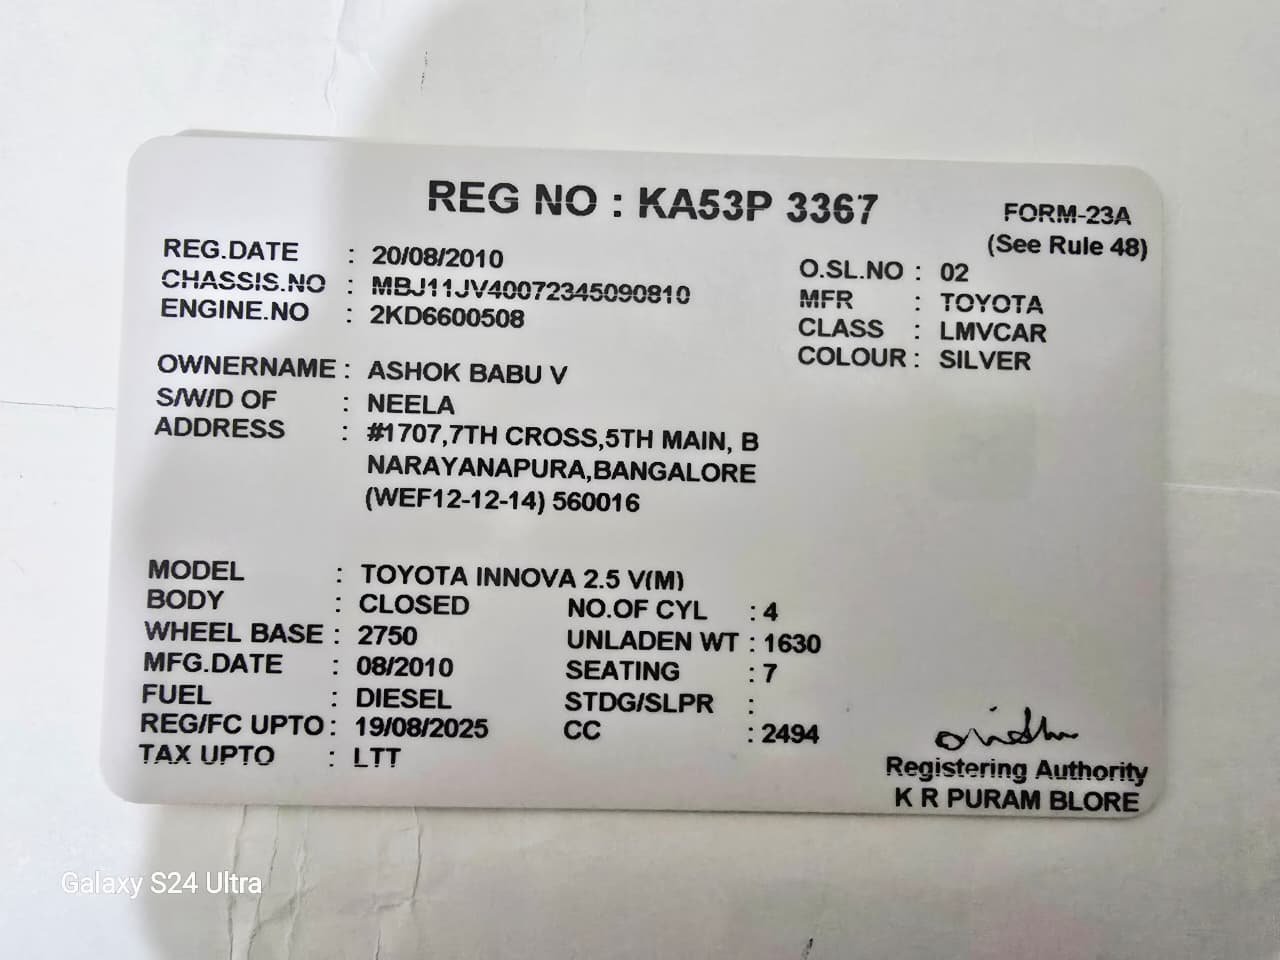 REG NO : KA53P 3367
FORM-23A
(See Rule 48)
REG.DATE : 20/08/2010
CHASSIS.NO : MBJ11JV40072345090810
ENGINE.NO : 2KD6600508
O.SL.NO : 02
MFR : TOYOTA
CLASS : LMVCAR
COLOUR : SILVER
OWNERNAME : ASHOK BABU V
S/W/D OF : NEELA
ADDRESS : #1707,7TH CROSS,5TH MAIN, B
NARAYANAPURA,BANGALORE
(WEF12-12-14) 560016
MODEL : TOYOTA INNOVA 2.5 V(M)
BODY : CLOSED NO.OF CYL : 4
WHEEL BASE : 2750 UNLADEN WT : 1630
MFG.DATE : 08/2010 SEATING : 7
FUEL : DIESEL STDG/SLPR :
REG/FC UPTO : 19/08/2025 CC : 2494
TAX UPTO : LTT
Registering Authority
K R PURAM BLORE
Galaxy S24 Ultra